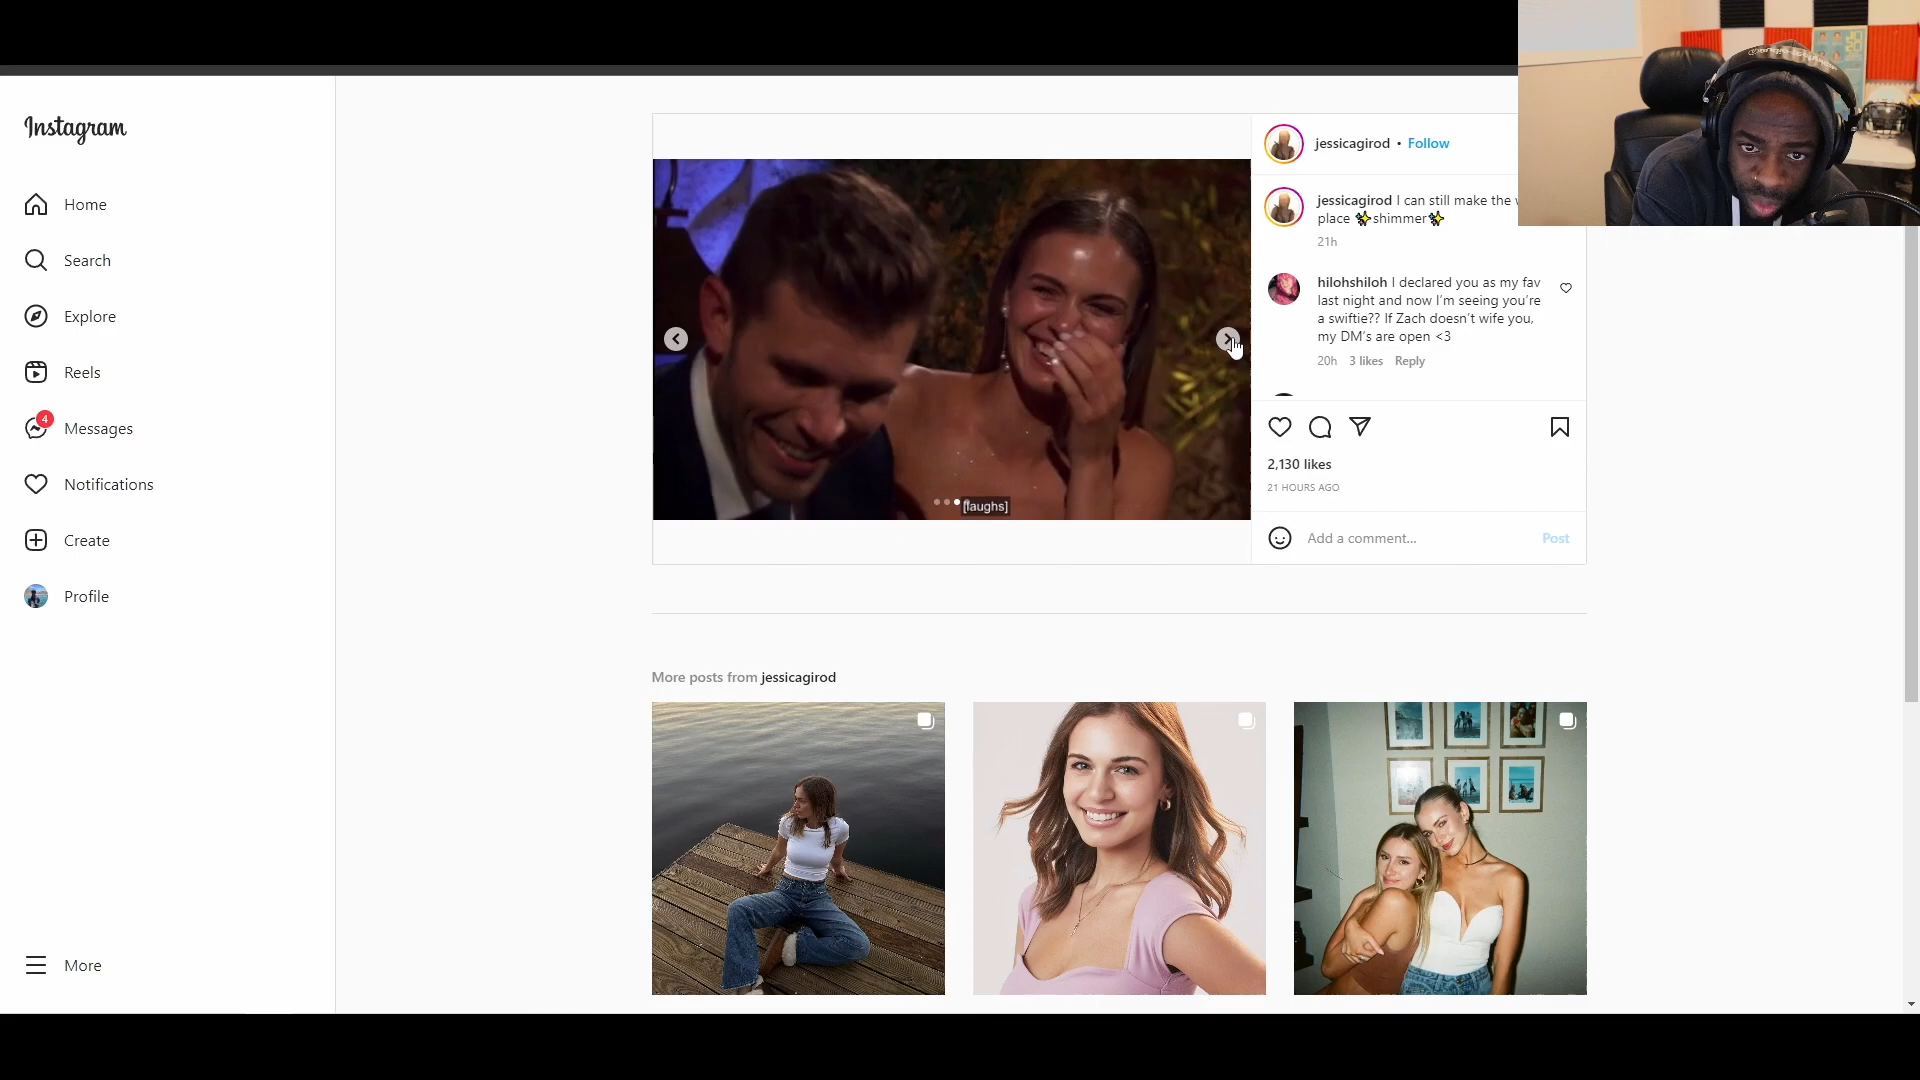 Instagram
Home
Search
Explore
Reels
4
Messages
Notifications
Create
Profile
More
[laughs]
jessicagirod • Follow
jessicagirod I can still make the
place ✨shimmer✨
21h
hilohshiloh I declared you as my fav
last night and now I'm seeing you're
a swiftie?? If Zach doesn't wife you,
my DM's are open <3
20h 3 likes Reply
2,130 likes
21 HOURS AGO
Add a comment...
Post
More posts from jessicagirod